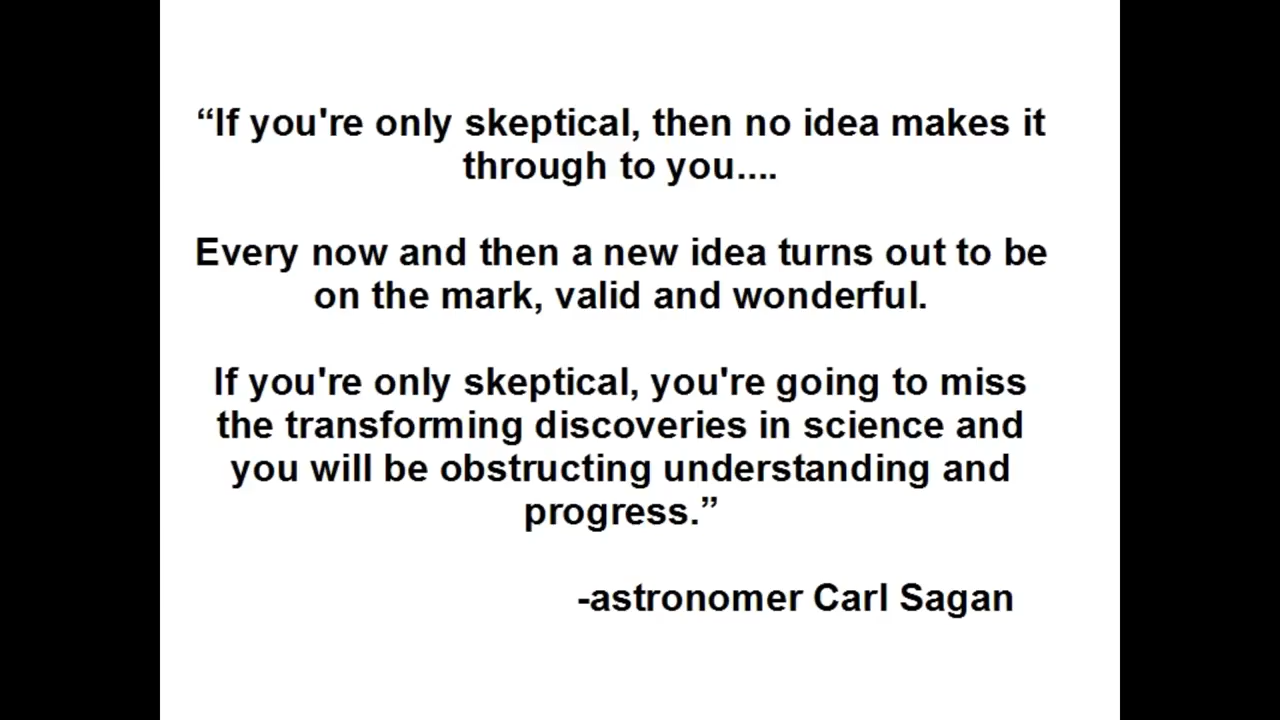 “If you're only skeptical, then no idea makes it
through to you....
Every now and then a new idea turns out to be
on the mark, valid and wonderful.
If you're only skeptical, you're going to miss
the transforming discoveries in science and
you will be obstructing understanding and
progress.”
-astronomer Carl Sagan